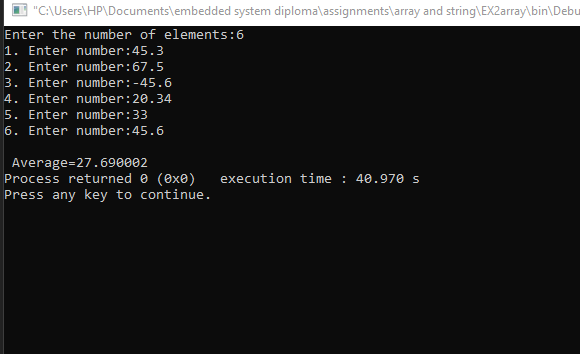 "C:\Users\HP\Documents\embedded system diploma\assignments\array and string\EX2array\bin\Debu
Enter the number of elements:6
1. Enter number:45.3
2. Enter number:67.5
3. Enter number:-45.6
4. Enter number:20.34
5. Enter number:33
6. Enter number:45.6
Average=27.690002
Process returned 0 (0x0)   execution time : 40.970 s
Press any key to continue.